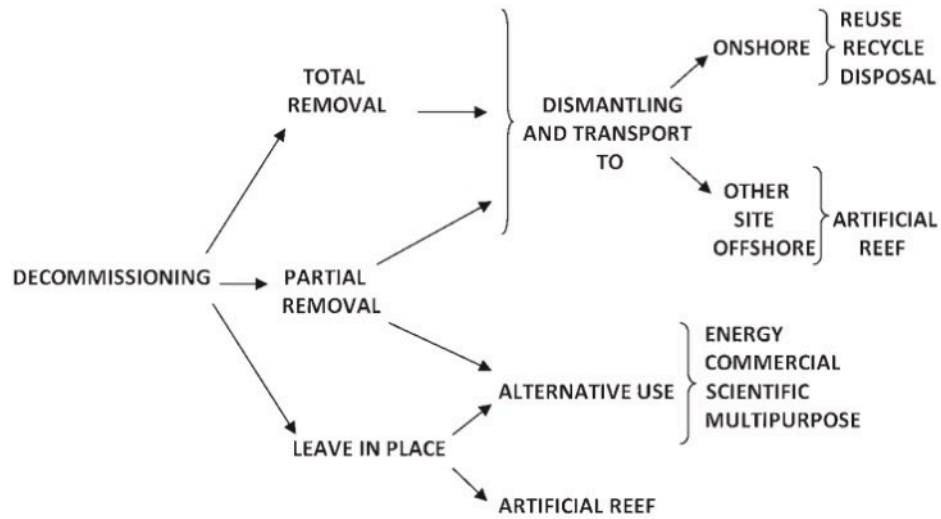 REUSE
ONSHORE
RECYCLE
DISPOSAL
TOTAL
REMOVAL
DISMANTLING
AND TRANSPORT
TO
OTHER
SITE
OFFSHORE
ARTIFICIAL
REEF
DECOMMISSIONING
PARTIAL
REMOVAL
ENERGY
COMMERCIAL
ALTERNATIVE USE
SCIENTIFIC
MULTIPURPOSE
LEAVE IN PLACE
ARTIFICIAL REEF